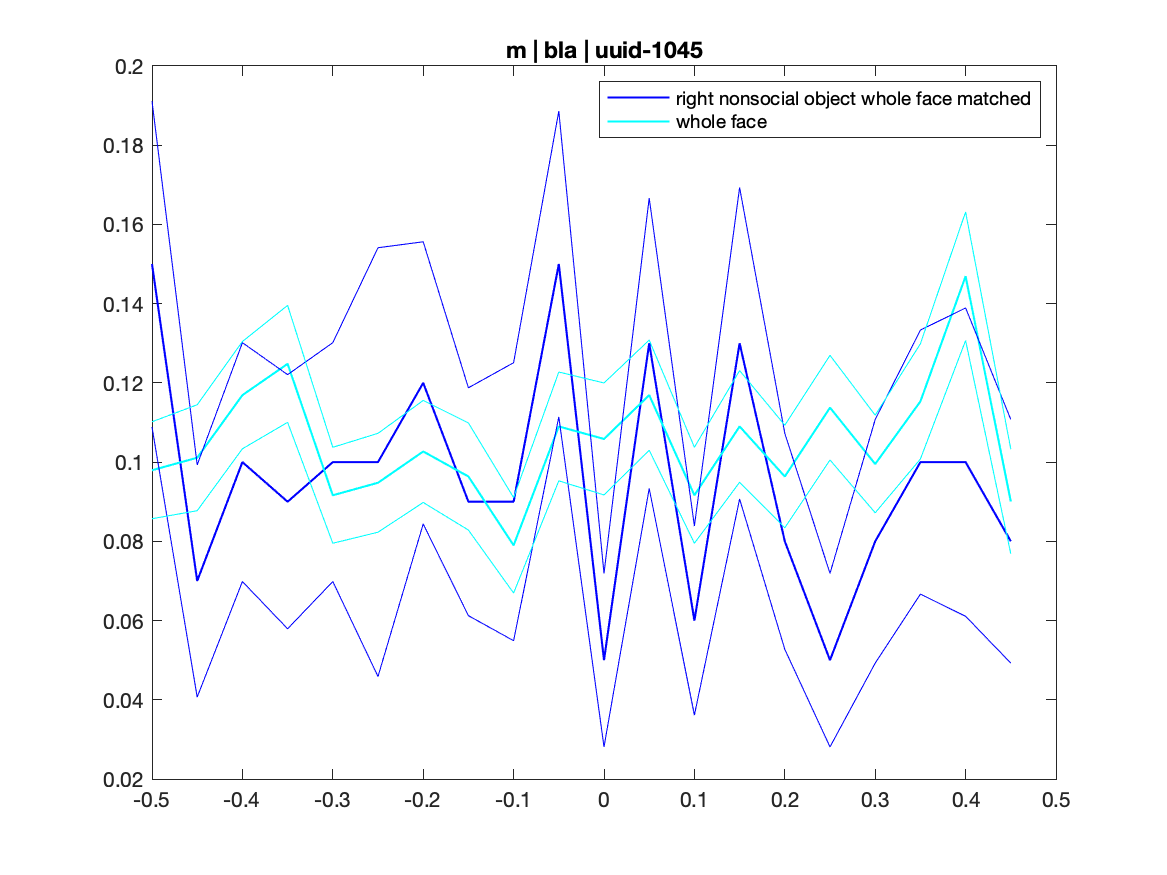 m | bla | uuid-1045
right nonsocial object whole face matched
whole face
0.2
0.18
0.16
0.14
0.12
0.1
0.08
0.06
0.04
0.02
-0.5 -0.4 -0.3 -0.2 -0.1 0 0.1 0.2 0.3 0.4 0.5